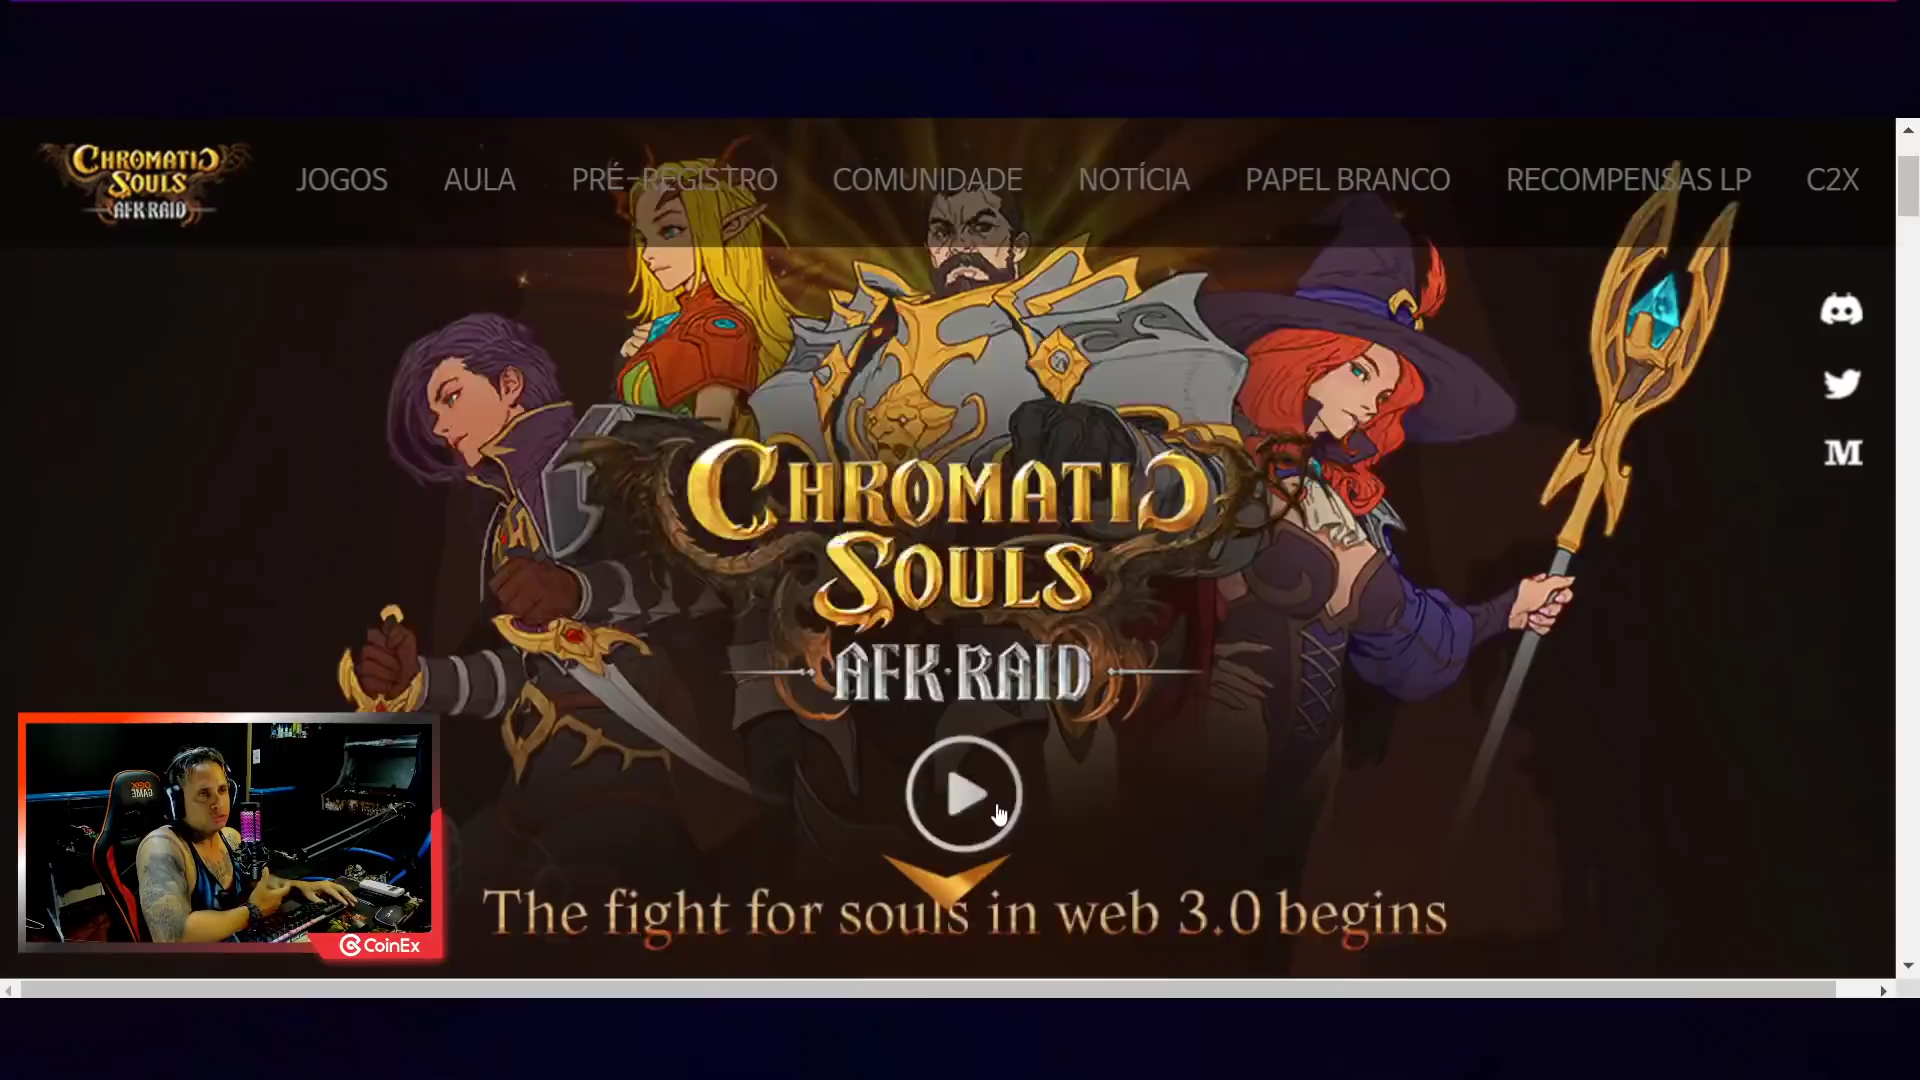 CHROMATIC
SOULS
AFK RAID
JOGOS
AULA
PRÉ-REGISTRO
COMUNIDADE
NOTÍCIA
PAPEL BRANCO
RECOMPENSAS LP
C2X
M
CHROMATIC
SOULS
AFK·RAID
The fight for souls in web 3.0 begins
CoinEx